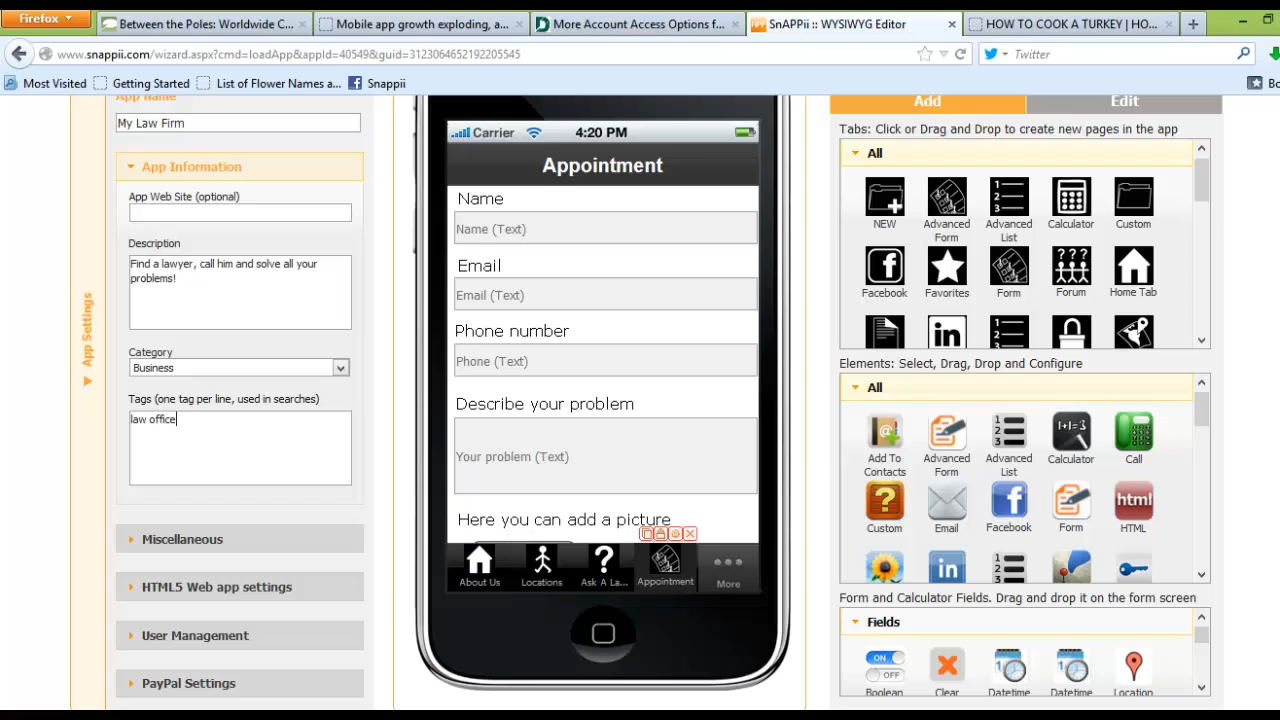 Firefox
Between the Poles: Worldwide C...
Mobile app growth exploding, a...
More Account Access Options f...
SnAPPii :: WYSIWYG Editor
HOW TO COOK A TURKEY | HO...
www.snappii.com/wizard.aspx?cmd=loadApp&appId=40549&guid=3123064652192205545
Twitter
Most Visited
Getting Started
List of Flower Names a...
Snappii
App Name
My Law Firm
App Information
App Web Site (optional)
Description
Find a lawyer, call him and solve all your
problems!
Category
Business
Tags (one tag per line, used in searches)
law office
Miscellaneous
HTML5 Web app settings
User Management
PayPal Settings
App Settings
Carrier
4:20 PM
Appointment
Name
Name (Text)
Email
Email (Text)
Phone number
Phone (Text)
Describe your problem
Your problem (Text)
Here you can add a picture
About Us
Locations
Ask A La...
Appointment
More
Add
Edit
Tabs: Click or Drag and Drop to create new pages in the app
All
NEW
Advanced
Form
Advanced
List
Calculator
Custom
Facebook
Favorites
Form
Forum
Home Tab
Elements: Select, Drag, Drop and Configure
All
1+1=3
Add To
Contacts
Advanced
Form
Advanced
List
Calculator
Call
html
Custom
Email
Facebook
Form
HTML
Form and Calculator Fields. Drag and drop it on the form screen
Fields
ON
OFF
Boolean
Clear
Datetime
Datetime
Location